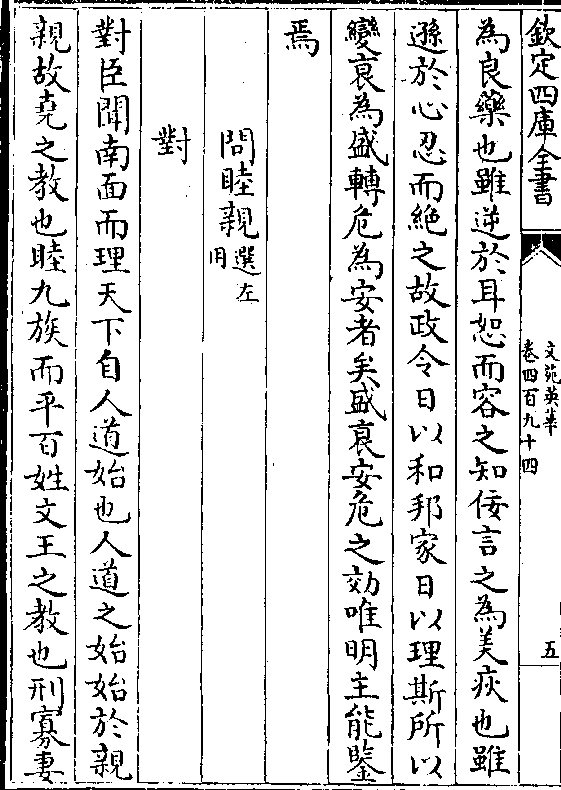 欽定四庫全書
文苑英華
卷四百九十四
五
為良藥也雖逆於耳恕而容之知佞言之為美疢也雖
遜於心忍而絶之故政令日以和邦家日以理斯所以
變衰為盛轉危為安者矣盛衰安危之効唯明主能鍳
焉
問睦親選左用
對
對臣聞南面而理天下自人道始也人道之始始於親
親故堯之教也睦九族而平百姓文王之教也刑寡妻